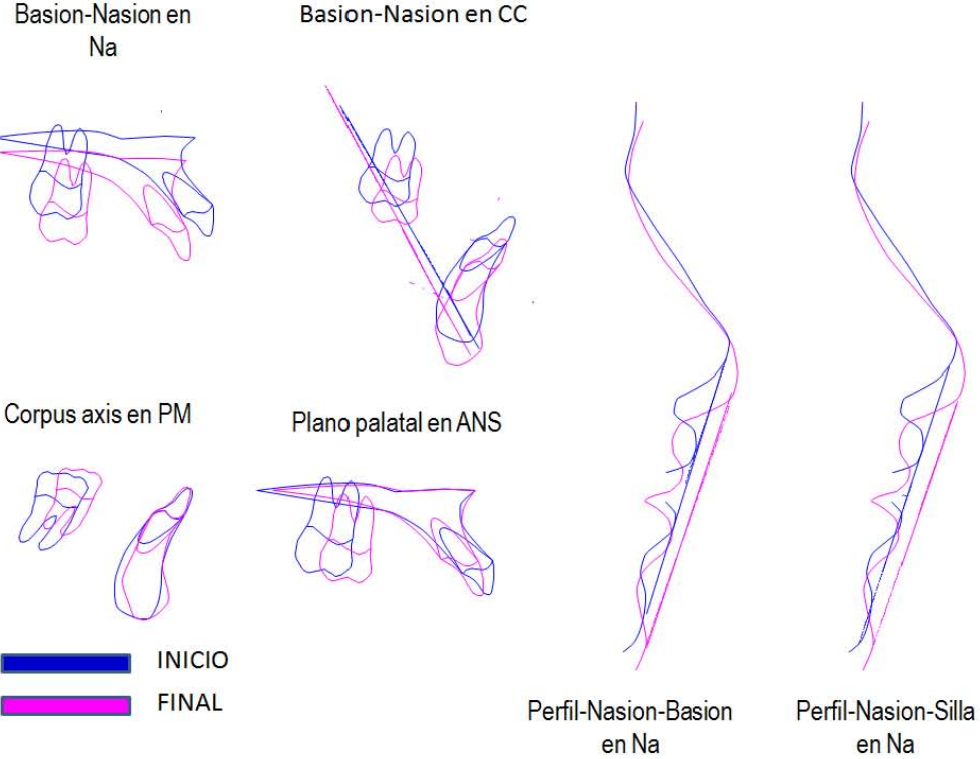 Basion-Nasion en
Na
Basion-Nasion en CC
Corpus axis en PM
Plano palatal en ANS
INICIO
FINAL
Perfil-Nasion-Basion
en Na
Perfil-Nasion-Silla
en Na